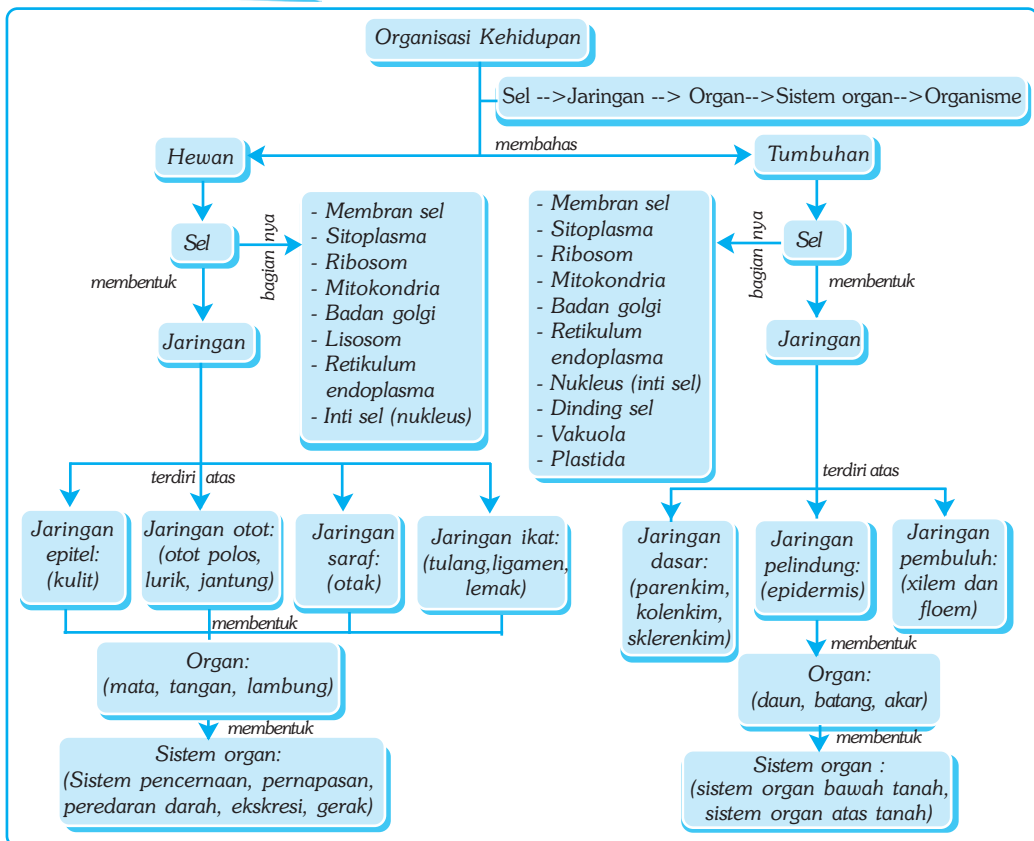 Organisasi Kehidupan
Sel -->Jaringan --> Organ-->Sistem organ-->Organisme
membahas
Hewan
Sel
bagian nya
- Membran sel
- Sitoplasma
- Ribosom
- Mitokondria
- Badan golgi
- Lisosom
- Retikulum
endoplasma
- Inti sel (nukleus)
membentuk
Jaringan
terdiri atas
Jaringan
epitel:
(kulit)
Jaringan otot:
(otot polos,
lurik, jantung)
Jaringan
saraf:
(otak)
Jaringan ikat:
(tulang,ligamen,
lemak)
membentuk
Organ:
(mata, tangan, lambung)
membentuk
Sistem organ:
(Sistem pencernaan, pernapasan,
peredaran darah, ekskresi, gerak)
Tumbuhan
Sel
bagian nya
- Membran sel
- Sitoplasma
- Ribosom
- Mitokondria
- Badan golgi
- Retikulum
endoplasma
- Nukleus (inti sel)
- Dinding sel
- Vakuola
- Plastida
membentuk
Jaringan
terdiri atas
Jaringan
dasar:
(parenkim,
kolenkim,
sklerenkim)
Jaringan
pelindung:
(epidermis)
Jaringan
pembuluh:
(xilem dan
floem)
membentuk
Organ:
(daun, batang, akar)
membentuk
Sistem organ :
(sistem organ bawah tanah,
sistem organ atas tanah)